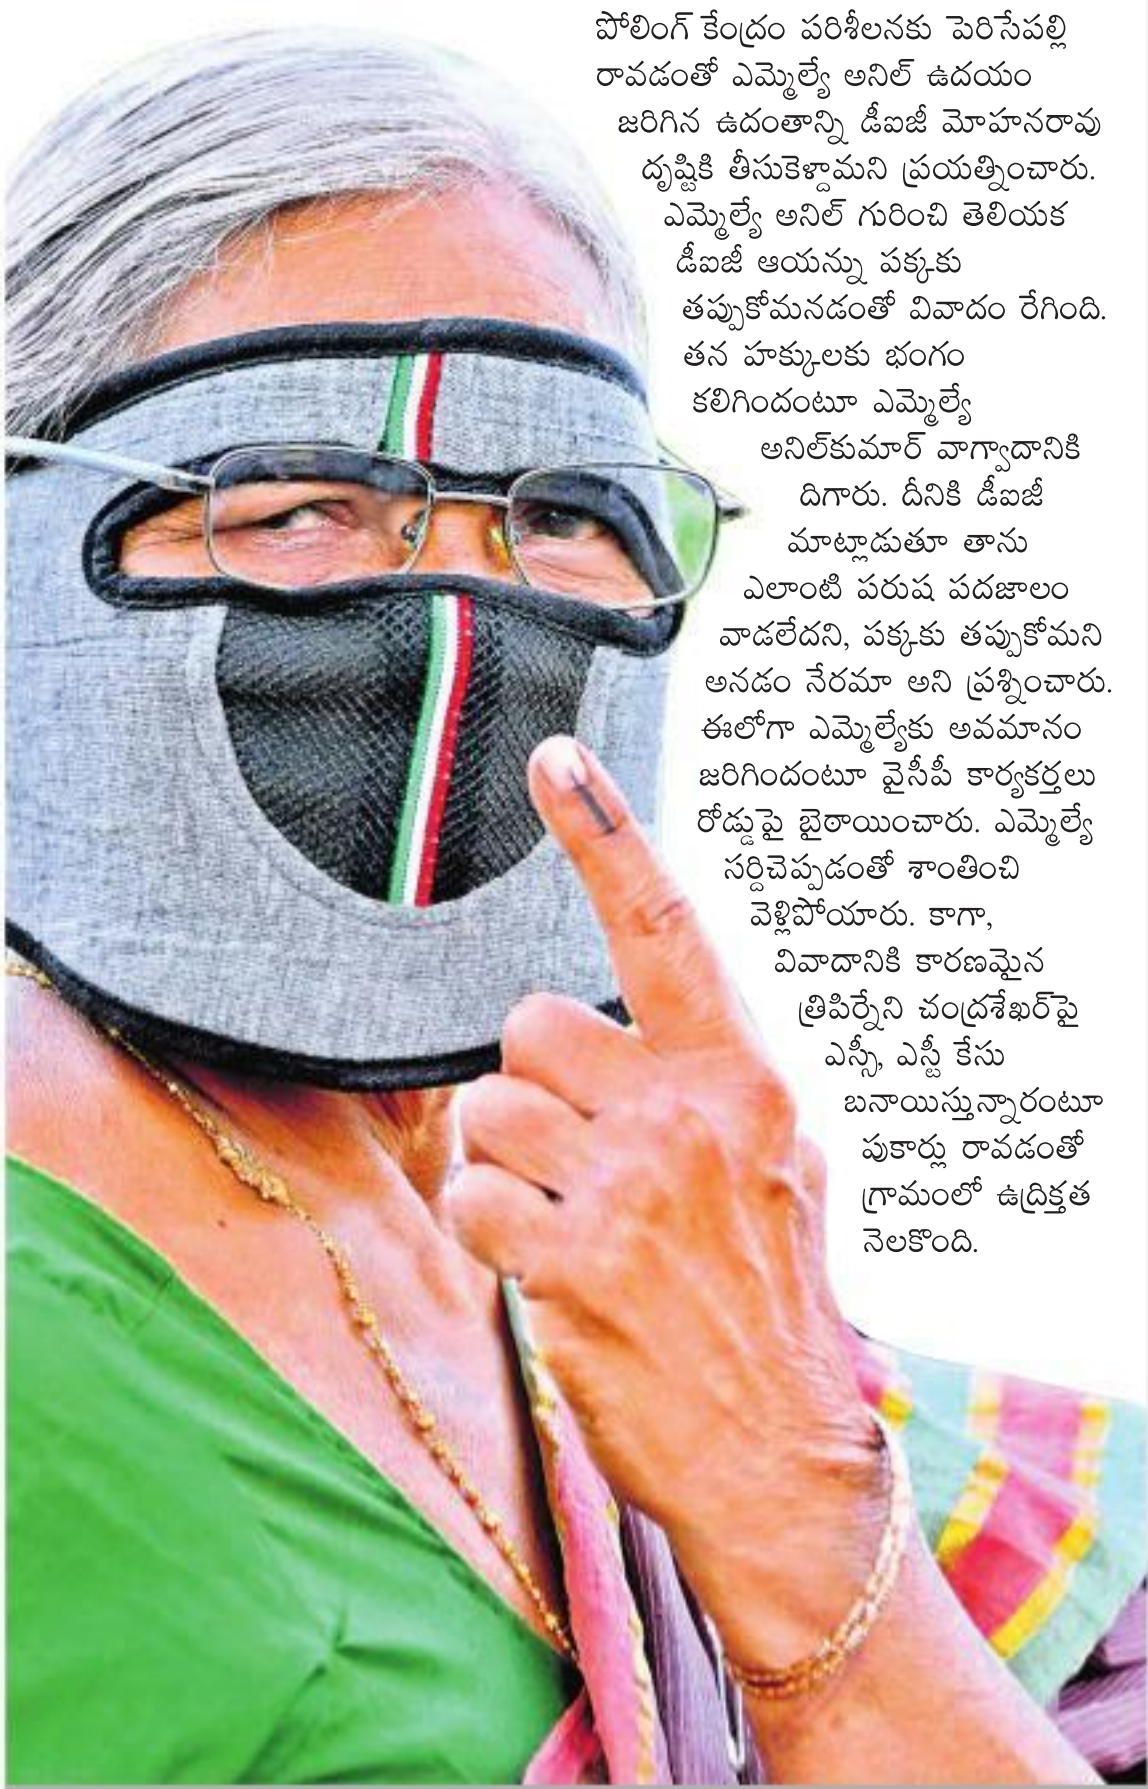 పోలింగ్ కేంద్రం పరిశీలనకు పెరిసేపల్లి
రావడంతో ఎమ్మెల్యే అనిల్ ఉదయం
జరిగిన ఉదంతాన్ని డీఐజీ మోహనరావు
దృష్టికి తీసుకెళ్దామని ప్రయత్నించారు.
ఎమ్మెల్యే అనిల్ గురించి తెలియక
డీఐజీ ఆయన్ను పక్కకు
తప్పుకోమనడంతో వివాదం రేగింది.
తన హక్కులకు భంగం
కలిగిందంటూ ఎమ్మెల్యే
అనిల్‌కుమార్ వాగ్వాదానికి
దిగారు. దీనికి డీఐజీ
మాట్లాడుతూ తాను
ఎలాంటి పరుష పదజాలం
వాడలేదని, పక్కకు తప్పుకోమని
అనడం నేరమా అని ప్రశ్నించారు.
ఈలోగా ఎమ్మెల్యేకు అవమానం
జరిగిందంటూ వైసీపీ కార్యకర్తలు
రోడ్డుపై బైఠాయించారు. ఎమ్మెల్యే
సర్దిచెప్పడంతో శాంతించి
వెళ్లిపోయారు. కాగా,
వివాదానికి కారణమైన
త్రిపిర్నేని చంద్రశేఖర్‌పై
ఎస్సీ, ఎస్టీ కేసు
బనాయిస్తున్నారంటూ
పుకార్లు రావడంతో
గ్రామంలో ఉద్రిక్తత
నెలకొంది.